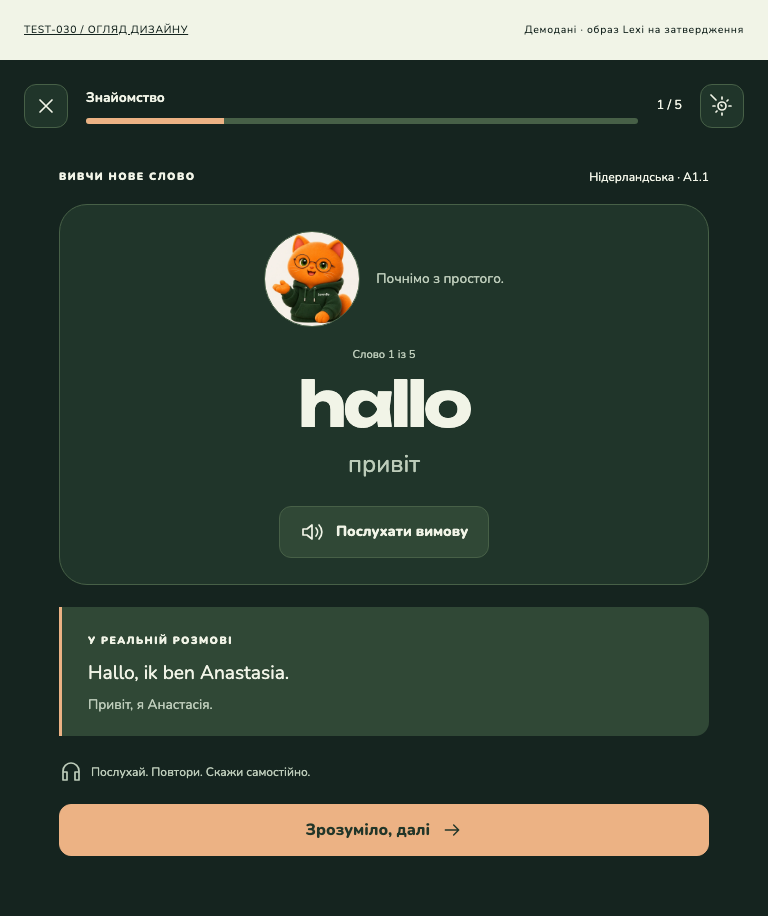 TEST-030 / ОГЛЯД ДИЗАЙНУ
Демодані · образ Lexi на затвердження
Знайомство
1 / 5
ВИВЧИ НОВЕ СЛОВО
Нідерландська · A1.1
Почнімо з простого.
Слово 1 із 5
hallo
привіт
Послухати вимову
У РЕАЛЬНІЙ РОЗМОВІ
Hallo, ik ben Anastasia.
Привіт, я Анастасія.
Послухай. Повтори. Скажи самостійно.
Зрозуміло, далі